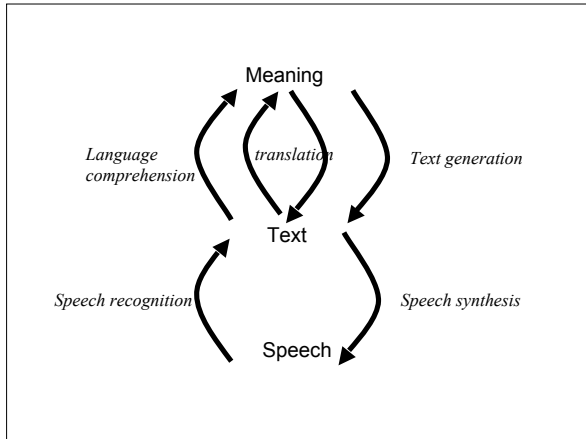 Meaning
Language
comprehension
translation
Text generation
Text
Speech recognition
Speech synthesis
Speech